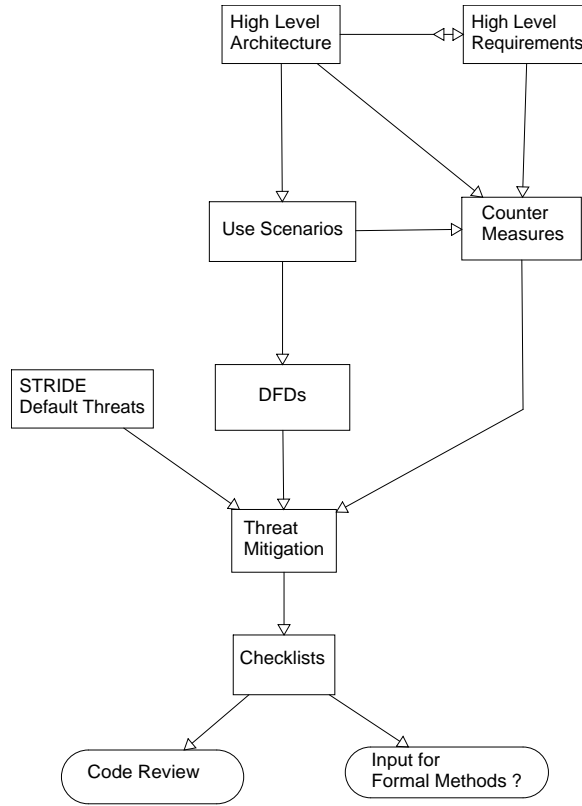 High Level
Architecture
High Level
Requirements
Use Scenarios
Counter
Measures
STRIDE
Default Threats
DFDs
Threat
Mitigation
Checklists
Code Review
Input for
Formal Methods ?